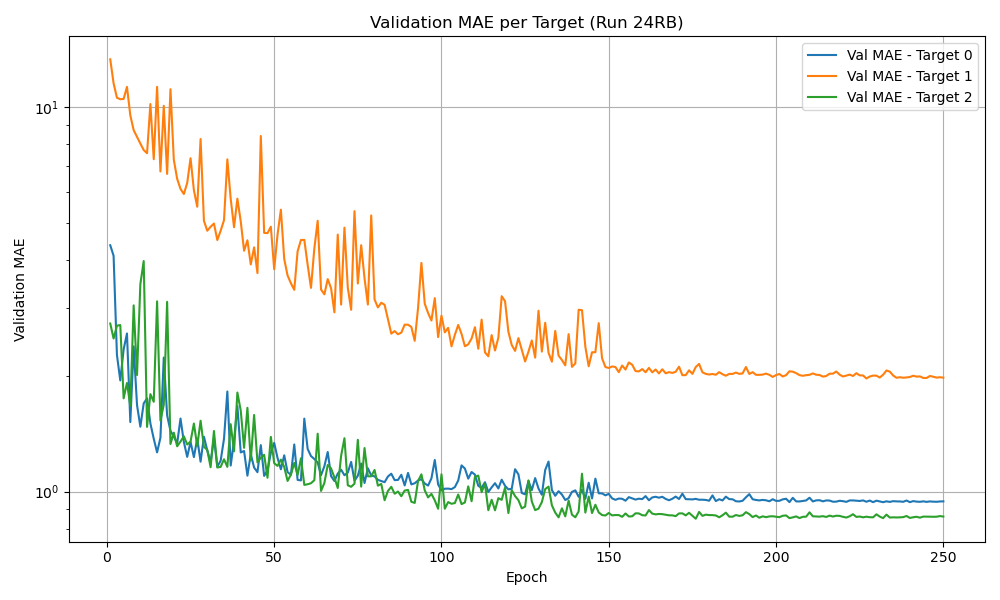 Validation MAE per Target (Run 24RB)
Val MAE - Target 0
Val MAE - Target 1
Val MAE - Target 2
Validation MAE
10¹
10⁰
0 50 100 150 200 250
Epoch